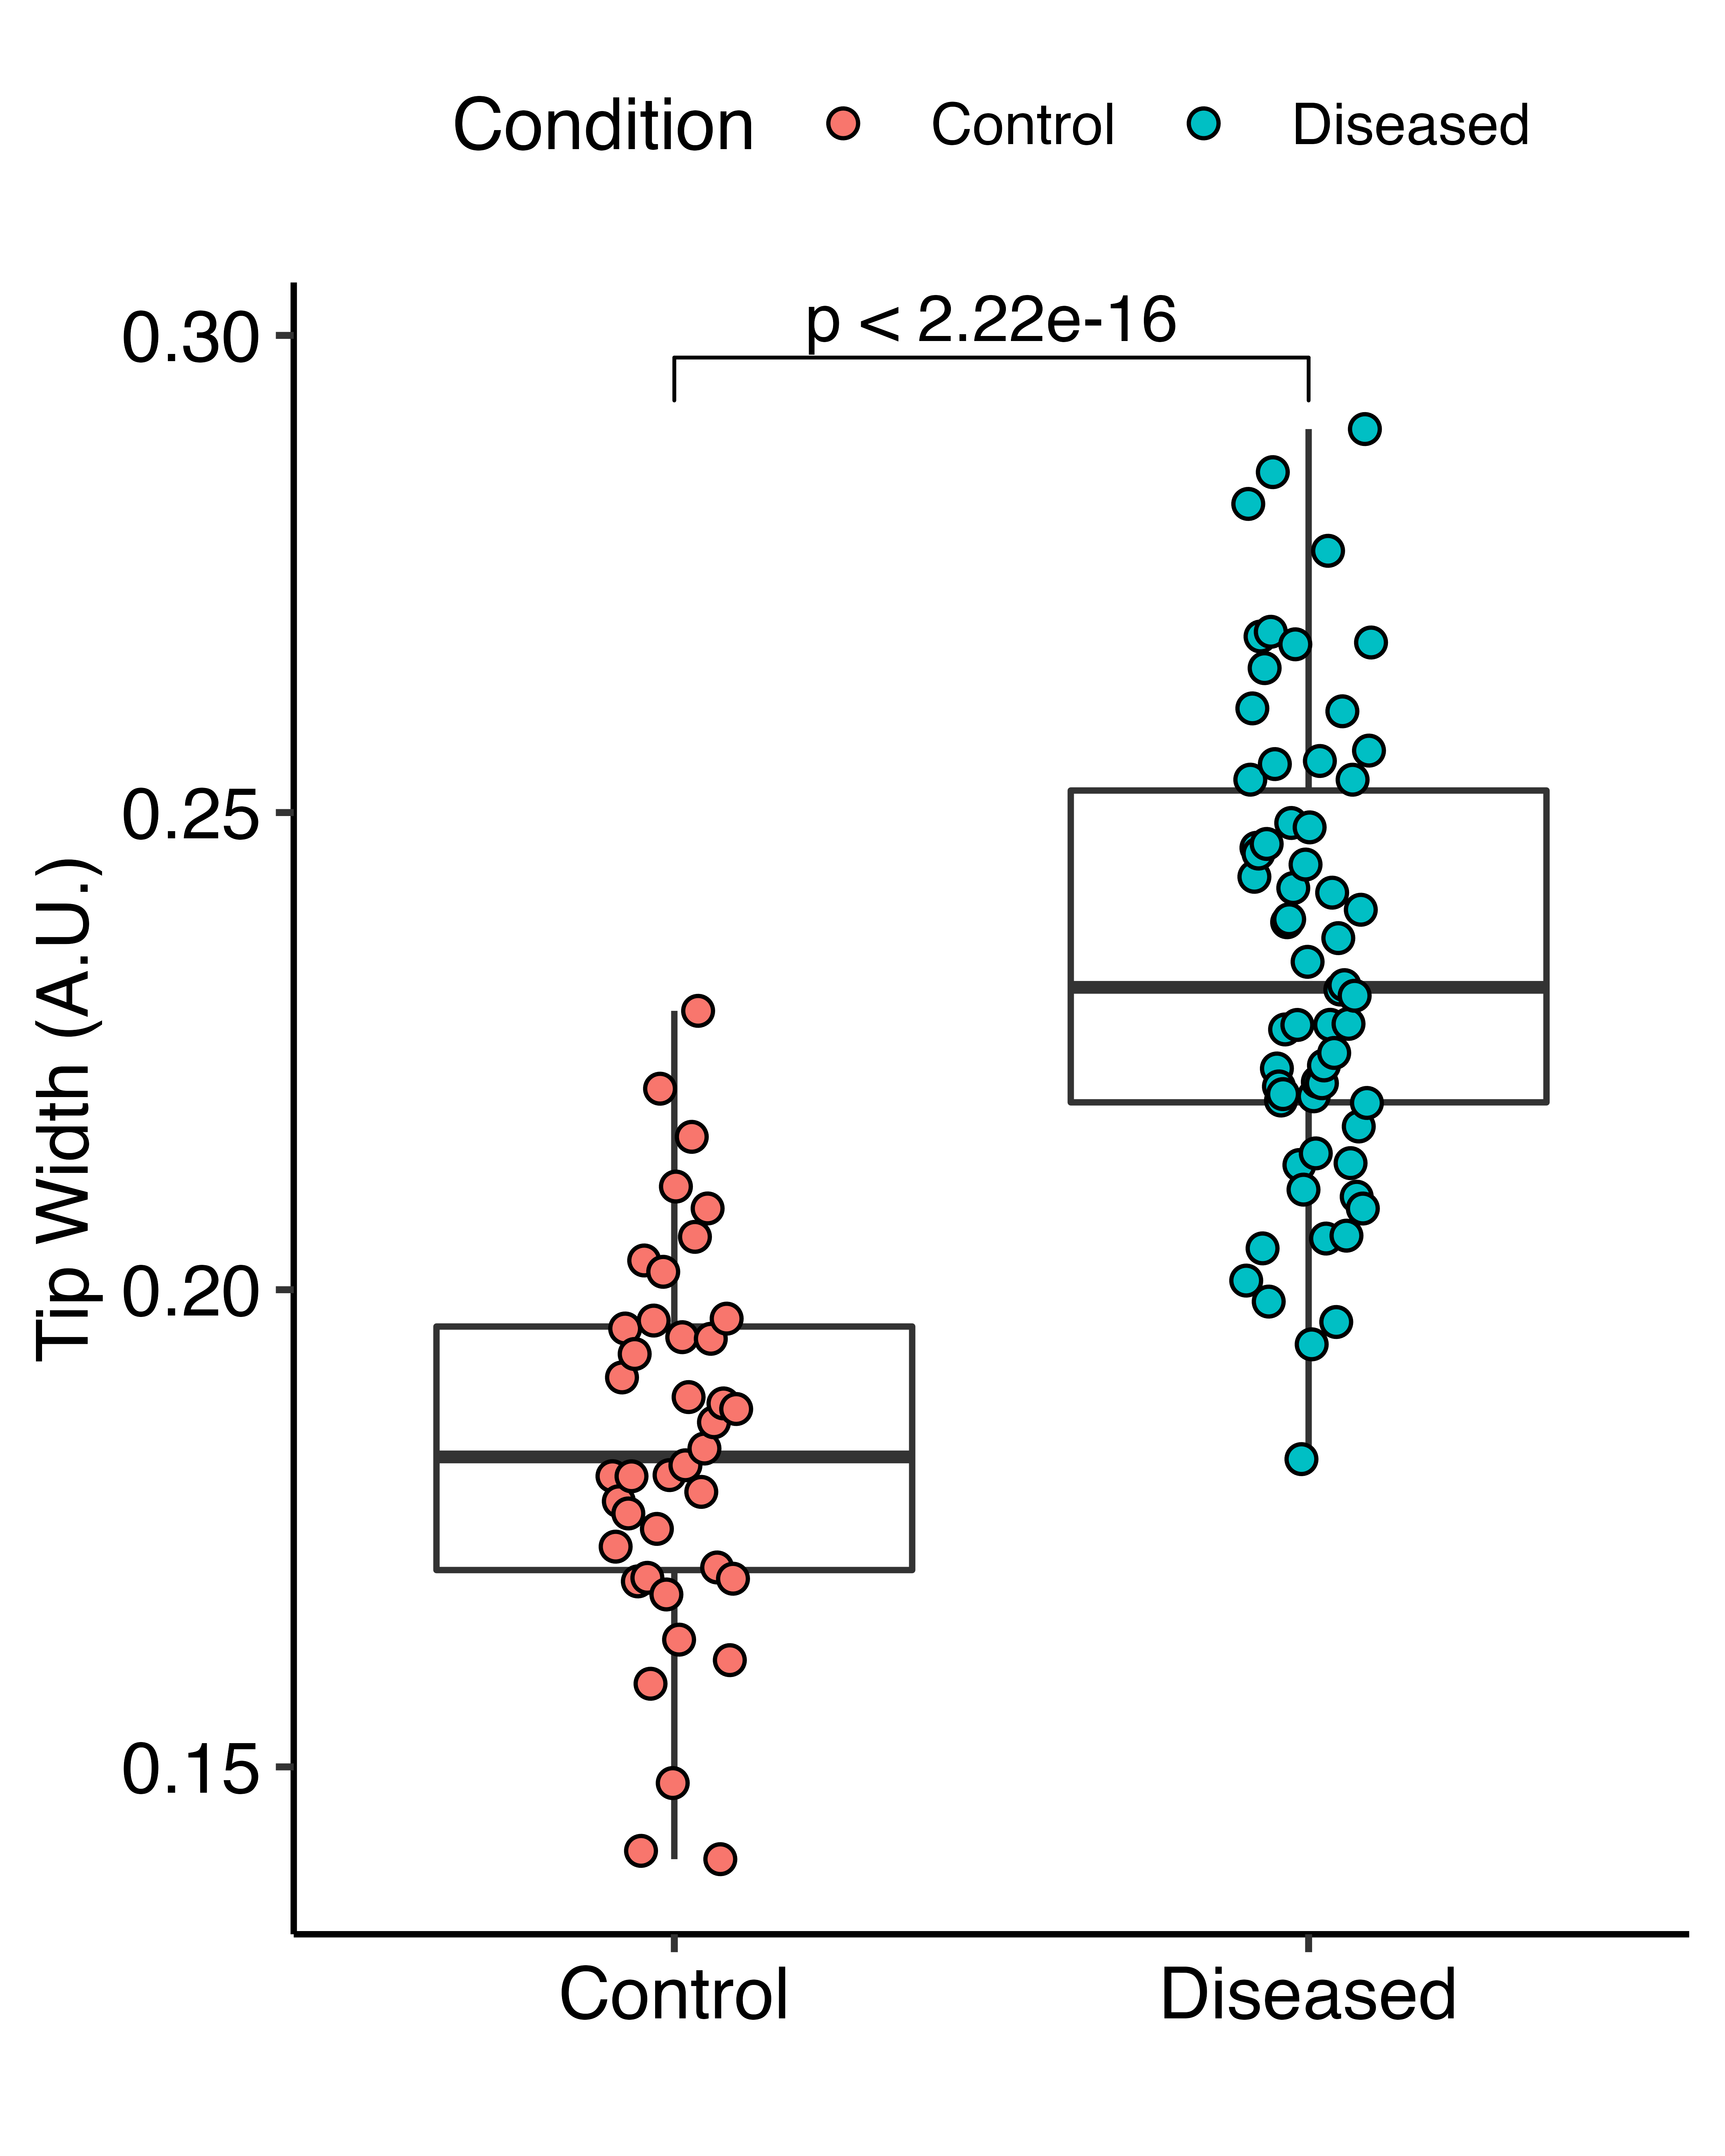 Condition Control Diseased
p < 2.22e-16
0.30
0.25
0.20
0.15
Tip Width (A.U.)
Control Diseased